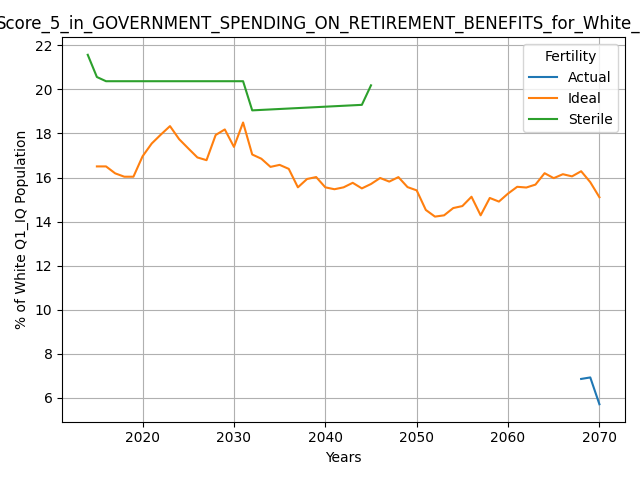 Score_5_in_GOVERNMENT_SPENDING_ON_RETIREMENT_BENEFITS_for_White_
Fertility
Actual
Ideal
Sterile
% of White Q1_IQ Population
22
20
18
16
14
12
10
8
6
2020 2030 2040 2050 2060 2070
Years